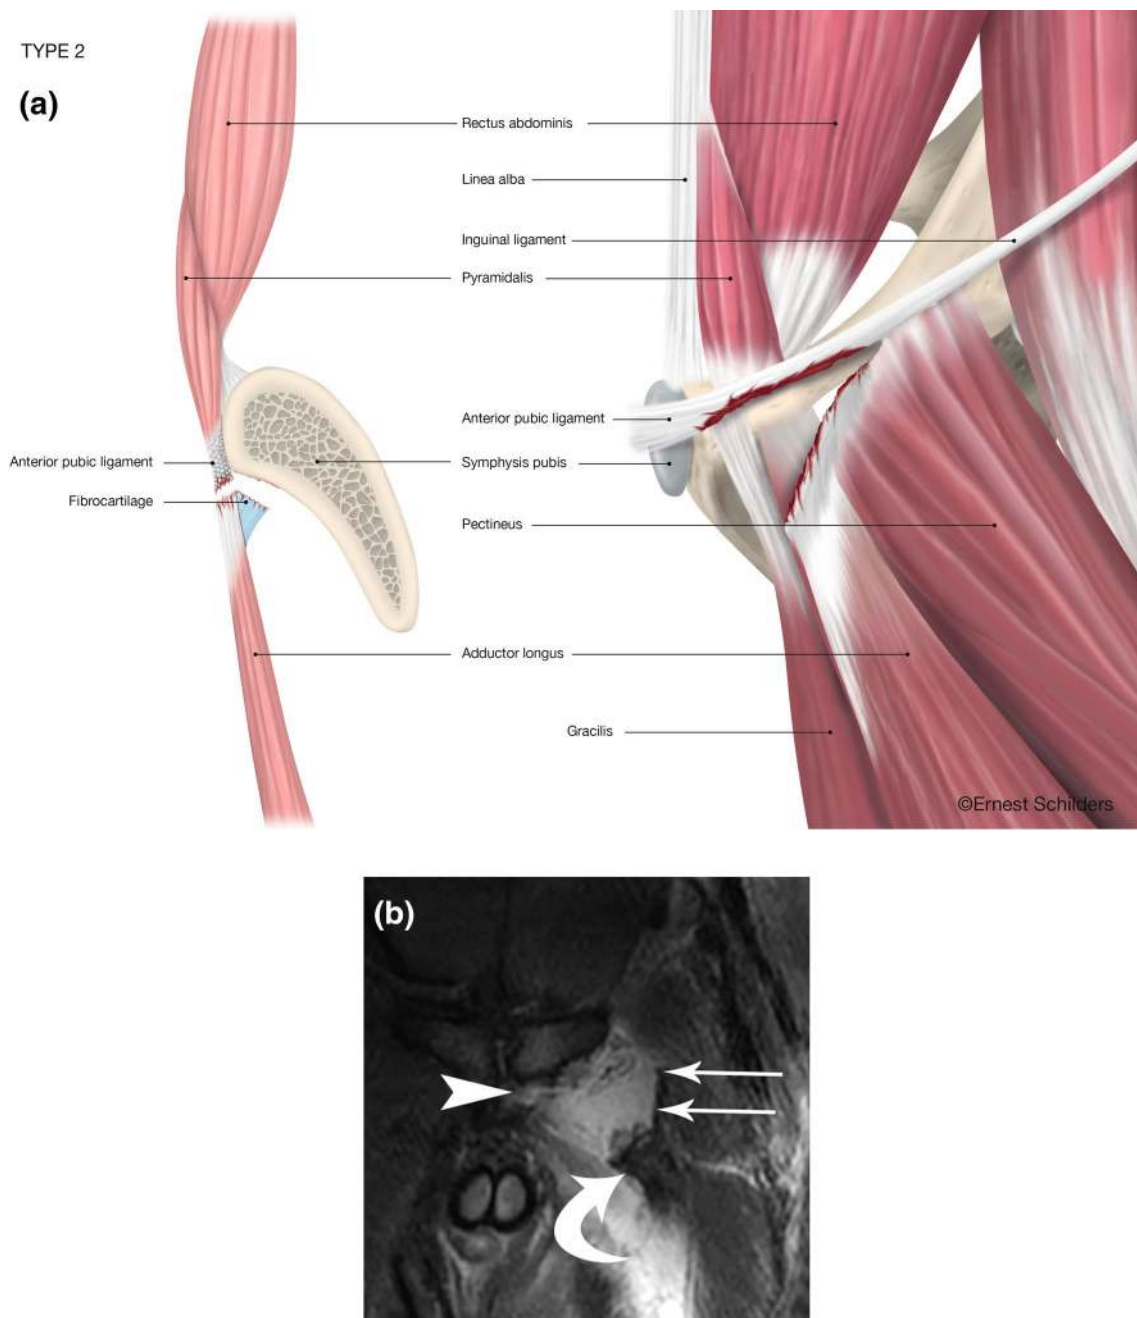 TYPE 2
(a)
Rectus abdominis
Linea alba
Inguinal ligament
Pyramidalis
Anterior pubic ligament
Anterior pubic ligament
Symphysis pubis
Fibrocartilage
Pectineus
Adductor longus
Gracilis
©Ernest Schilders
(b)